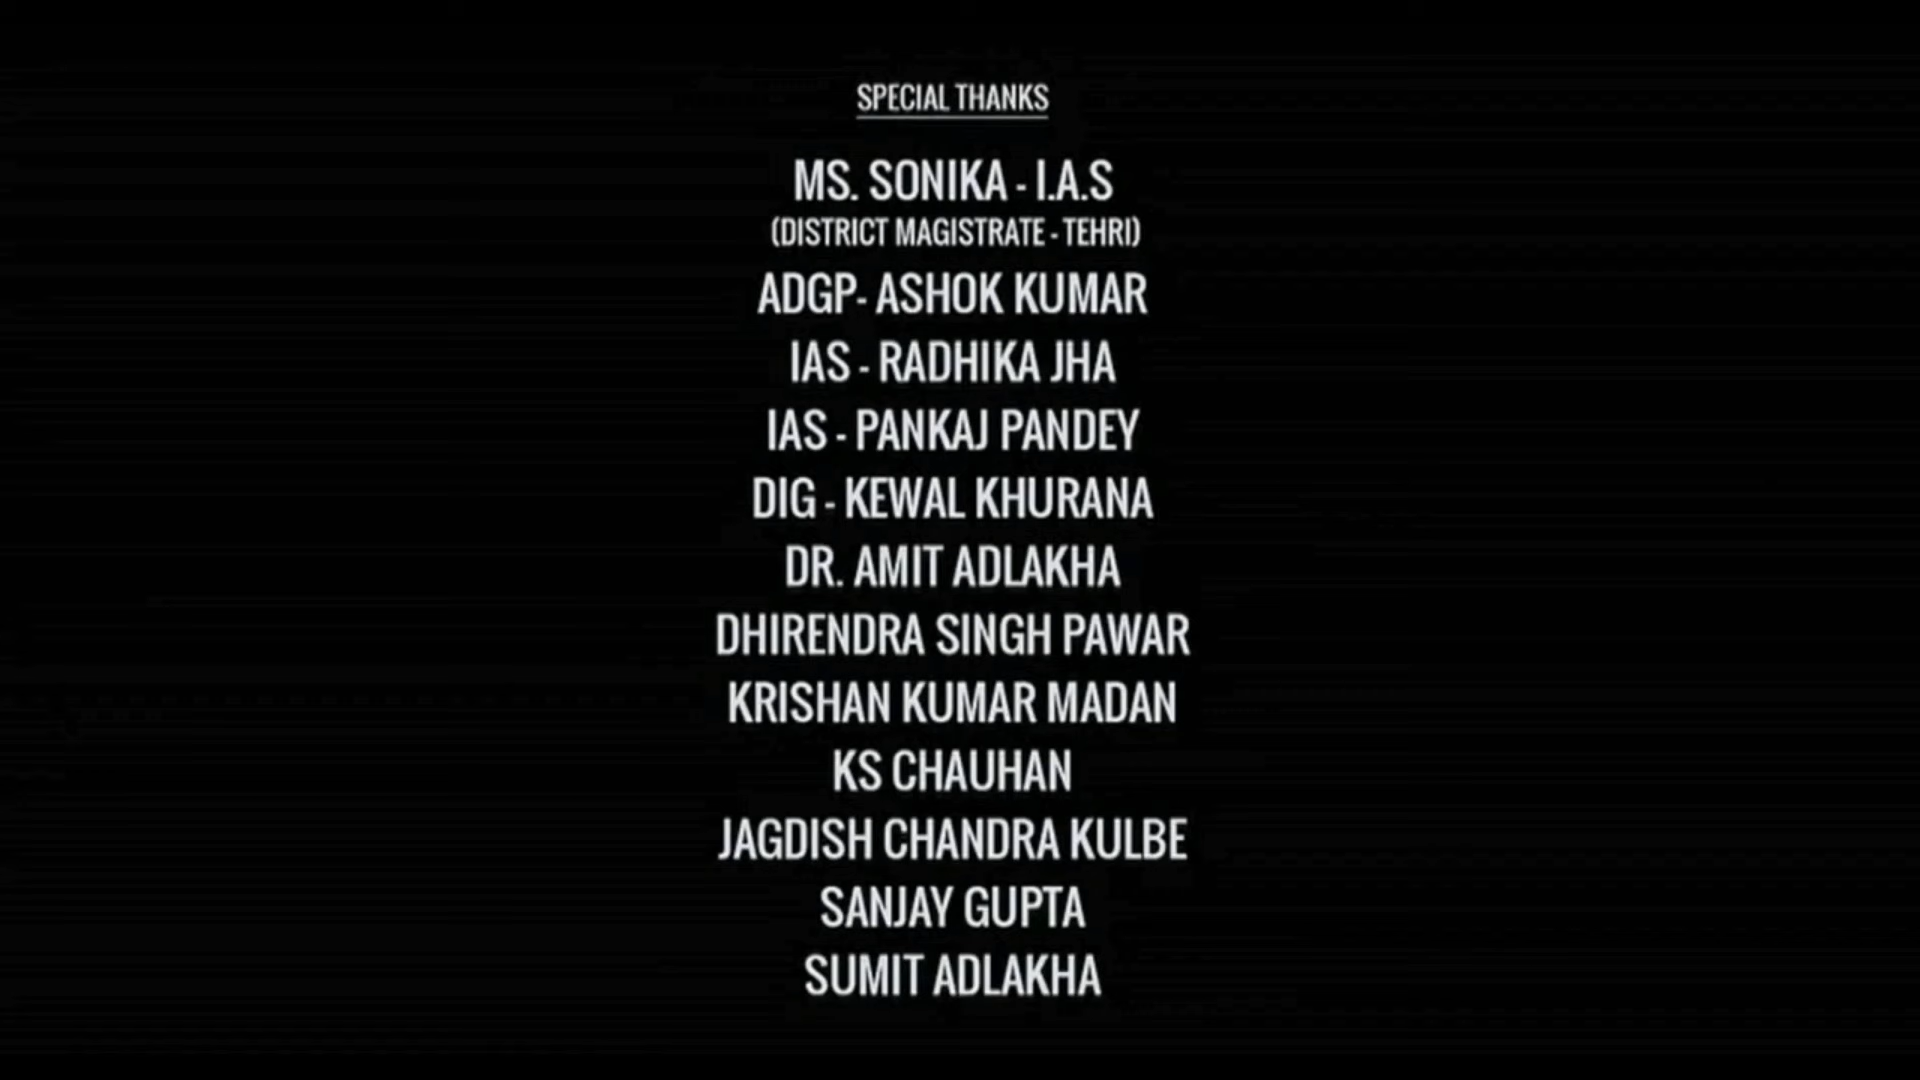 SPECIAL THANKS
MS. SONIKA - I.A.S
(DISTRICT MAGISTRATE - TEHRI)
ADGP- ASHOK KUMAR
IAS - RADHIKA JHA
IAS - PANKAJ PANDEY
DIG - KEWAL KHURANA
DR. AMIT ADLAKHA
DHIRENDRA SINGH PAWAR
KRISHAN KUMAR MADAN
KS CHAUHAN
JAGDISH CHANDRA KULBE
SANJAY GUPTA
SUMIT ADLAKHA